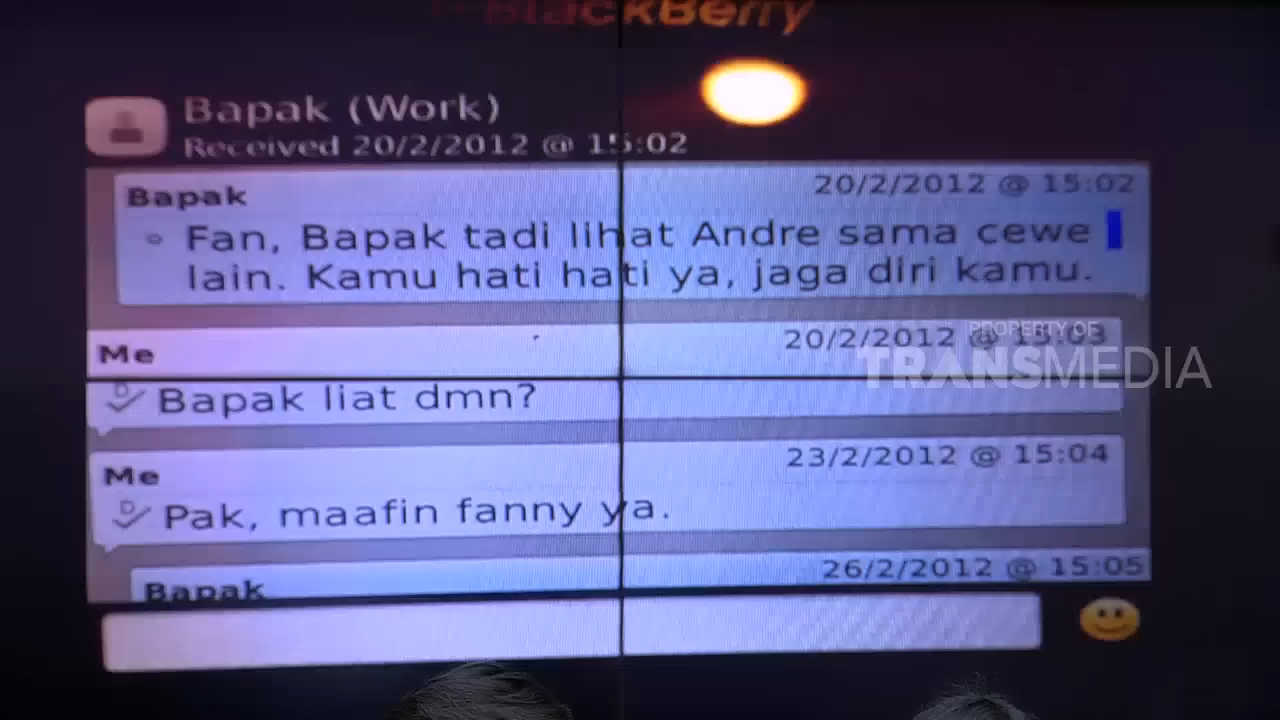 BlackBerry
Bapak (Work)
Received 20/2/2012 @ 15:02
Bapak 20/2/2012 @ 15:02
Fan, Bapak tadi lihat Andre sama cewe
lain. Kamu hati hati ya, jaga diri kamu.
Me 20/2/2012 @ 15:03
PROPERTY OF
TRANSMEDIA
Bapak liat dmn?
Me 23/2/2012 @ 15:04
Pak, maafin fanny ya.
Bapak 26/2/2012 @ 15:05